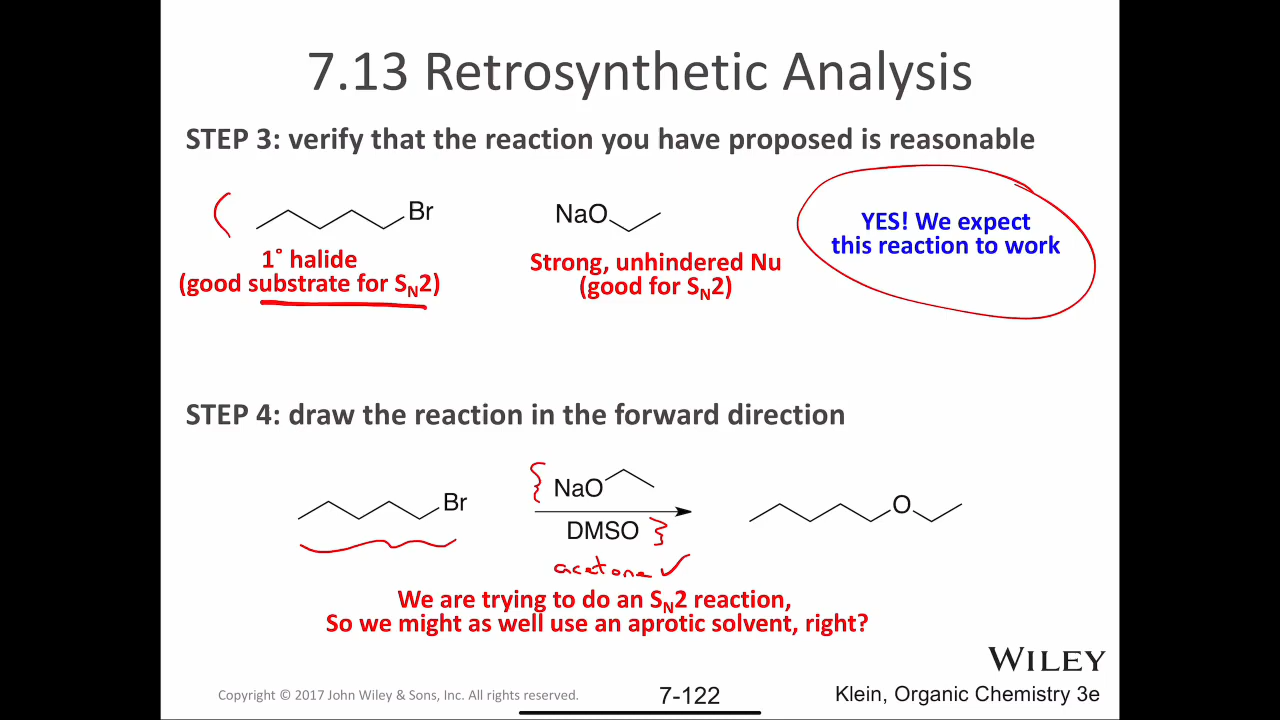 7.13 Retrosynthetic Analysis
STEP 3: verify that the reaction you have proposed is reasonable
Br
NaO
YES! We expect
this reaction to work
1° halide
(good substrate for SN2)
Strong, unhindered Nu
(good for SN2)
STEP 4: draw the reaction in the forward direction
Br
NaO
DMSO
O
acetone ✓
We are trying to do an SN2 reaction,
So we might as well use an aprotic solvent, right?
WILEY
Copyright © 2017 John Wiley & Sons, Inc. All rights reserved.
7-122
Klein, Organic Chemistry 3e